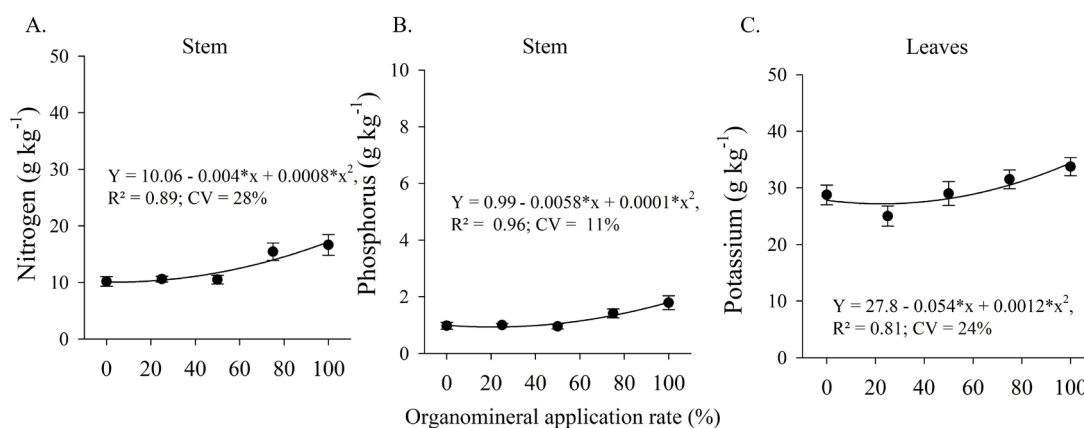 A.
Stem
Nitrogen (g kg⁻¹)
50
40
30
20
10
0
Y = 10.06 - 0.004*x + 0.0008*x²,
R² = 0.89; CV = 28%
0 20 40 60 80 100
B.
Stem
Phosphorus (g kg⁻¹)
10
8
6
4
2
0
Y = 0.99 - 0.0058*x + 0.0001*x²,
R² = 0.96; CV = 11%
0 20 40 60 80 100
Organomineral application rate (%)
C.
Leaves
Potassium (g kg⁻¹)
50
40
30
20
10
0
Y = 27.8 - 0.054*x + 0.0012*x²,
R² = 0.81; CV = 24%
0 20 40 60 80 100